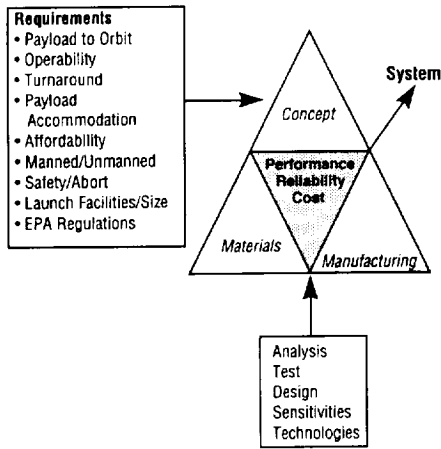 Requirements
• Payload to Orbit
• Operability
• Turnaround
• Payload
Accommodation
• Affordability
• Manned/Unmanned
• Safety/Abort
• Launch Facilities/Size
• EPA Regulations
System
Concept
Performance
Reliability
Cost
Materials
Manufacturing
Analysis
Test
Design
Sensitivities
Technologies